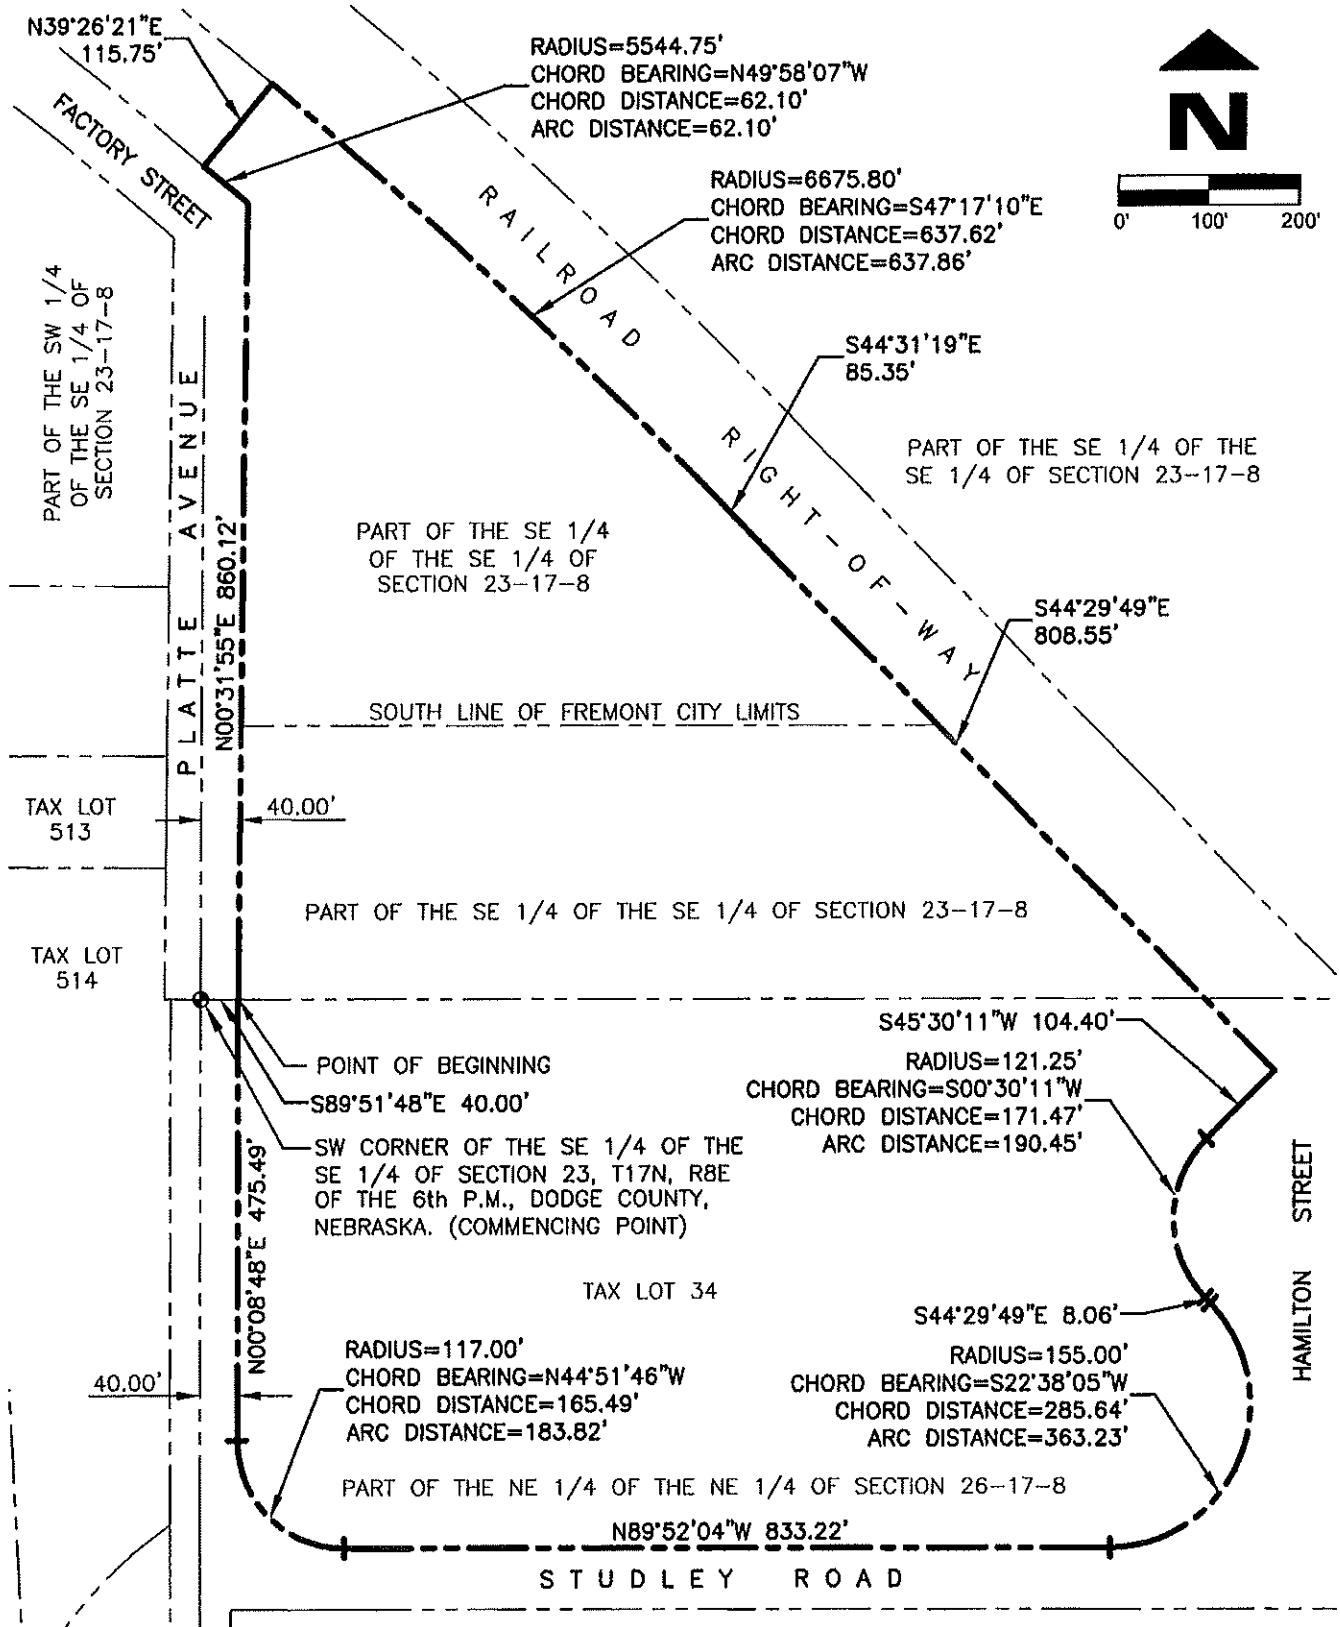 N39°26'21"E
115.75'
RADIUS=5544.75'
CHORD BEARING=N49°58'07"W
CHORD DISTANCE=62.10'
ARC DISTANCE=62.10'
N
0' 100' 200'
FACTORY STREET
RADIUS=6675.80'
CHORD BEARING=S47°17'10"E
CHORD DISTANCE=637.62'
ARC DISTANCE=637.86'
RAILROAD RIGHT-OF-WAY
S44°31'19"E
85.35'
PART OF THE SW 1/4
OF THE SE 1/4 OF
SECTION 23-17-8
PLATTE AVENUE
N00°31'55"E 860.12'
PART OF THE SE 1/4 OF THE
SE 1/4 OF SECTION 23-17-8
PART OF THE SE 1/4
OF THE SE 1/4 OF
SECTION 23-17-8
S44°29'49"E
808.55'
SOUTH LINE OF FREMONT CITY LIMITS
TAX LOT
513
40.00'
PART OF THE SE 1/4 OF THE SE 1/4 OF SECTION 23-17-8
TAX LOT
514
S45°30'11"W 104.40'
POINT OF BEGINNING
S89°51'48"E 40.00'
RADIUS=121.25'
CHORD BEARING=S00°30'11"W
CHORD DISTANCE=171.47'
ARC DISTANCE=190.45'
SW CORNER OF THE SE 1/4 OF THE
SE 1/4 OF SECTION 23, T17N, R8E
OF THE 6th P.M., DODGE COUNTY,
NEBRASKA. (COMMENCING POINT)
N00°08'48"E 475.49'
HAMILTON STREET
TAX LOT 34
S44°29'49"E 8.06'
40.00'
RADIUS=117.00'
CHORD BEARING=N44°51'46"W
CHORD DISTANCE=165.49'
ARC DISTANCE=183.82'
RADIUS=155.00'
CHORD BEARING=S22°38'05"W
CHORD DISTANCE=285.64'
ARC DISTANCE=363.23'
PART OF THE NE 1/4 OF THE NE 1/4 OF SECTION 26-17-8
N89°52'04"W 833.22'
STUDLEY ROAD